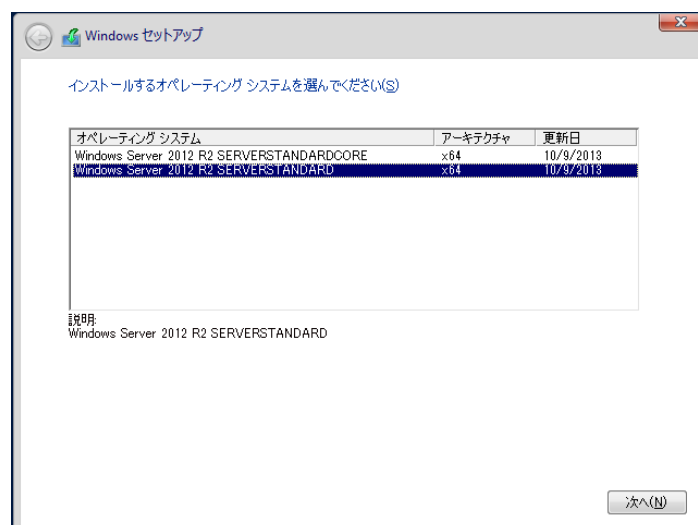 Windows セットアップ
インストールするオペレーティング システムを選んでください(S)
オペレーティング システム アーキテクチャ 更新日
Windows Server 2012 R2 SERVERSTANDARDCORE x64 10/9/2013
Windows Server 2012 R2 SERVERSTANDARD x64 10/9/2013
説明:
Windows Server 2012 R2 SERVERSTANDARD
次へ(N)